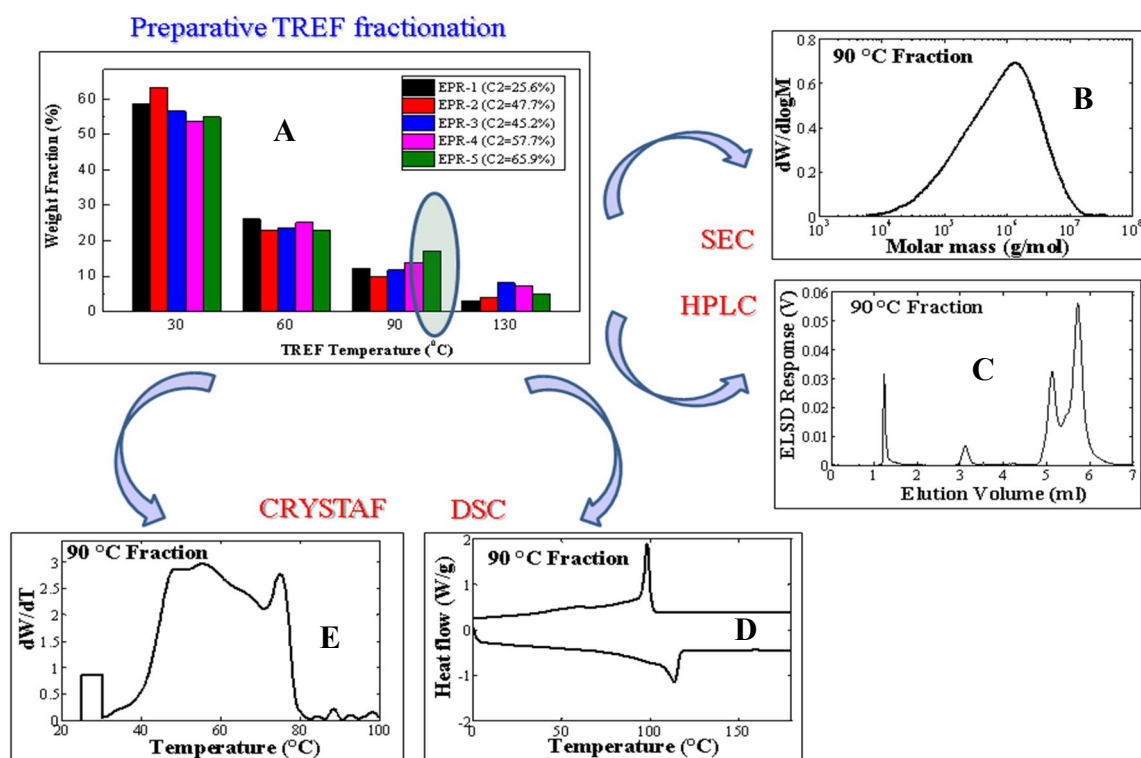 Preparative TREF fractionation
A
EPR-1 (C2=25.6%)
EPR-2 (C2=47.7%)
EPR-3 (C2=45.2%)
EPR-4 (C2=57.7%)
EPR-5 (C2=65.9%)
Weight Fraction (%)
60
50
40
30
20
10
0
30 60 90 130
TREF Temperature (°C)
90 °C Fraction
B
dW/dlogM
0.8
0.6
0.4
0.2
0
10³ 10⁴ 10⁵ 10⁶ 10⁷ 10⁸
Molar mass (g/mol)
SEC
HPLC
90 °C Fraction
C
ELSD Response (V)
0.06
0.05
0.04
0.03
0.02
0.01
0
0 1 2 3 4 5 6 7
Elution Volume (ml)
CRYSTAF
DSC
90 °C Fraction
E
dW/dT
3
2.5
2
1.5
1
0.5
0
20 40 60 80 100
Temperature (°C)
90 °C Fraction
D
Heat flow (W/g)
2
1
0
-1
-2
0 50 100 150
Temperature (°C)